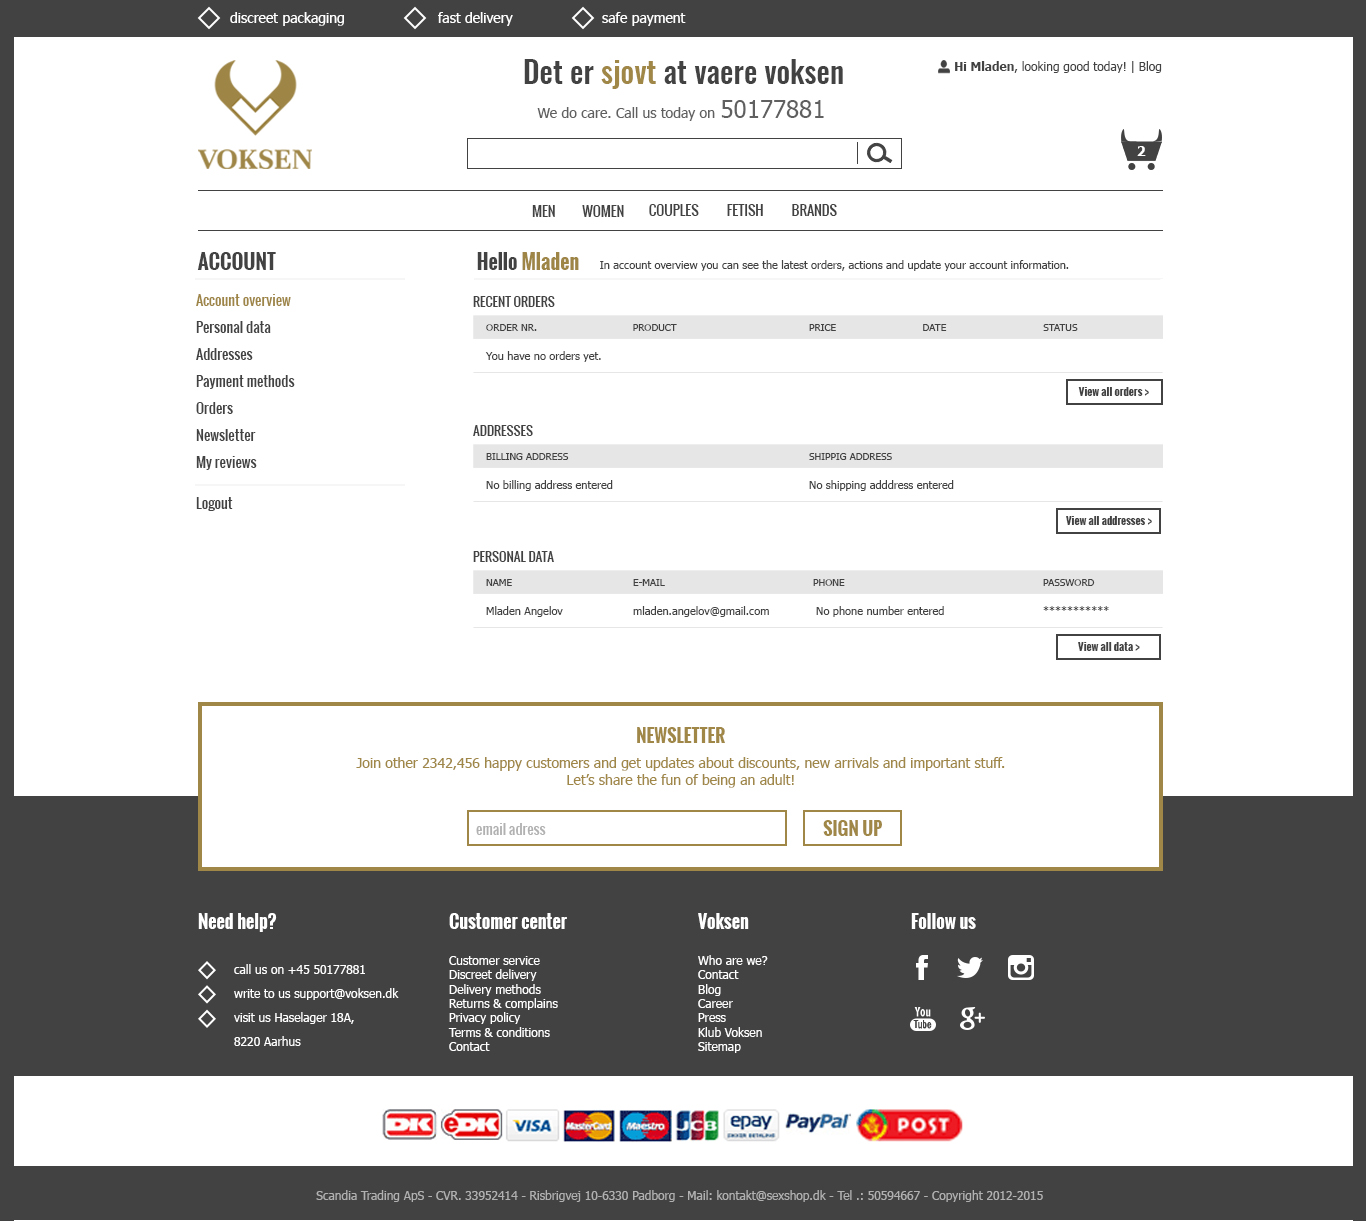 discreet packaging fast delivery safe payment
Det er sjovt at vaere voksen
Hi Mladen, looking good today! | Blog
We do care. Call us today on 50177881
VOKSEN
2
MEN WOMEN COUPLES FETISH BRANDS
ACCOUNT
Account overview
Personal data
Addresses
Payment methods
Orders
Newsletter
My reviews
Logout
Hello Mladen In account overview you can see the latest orders, actions and update your account information.
RECENT ORDERS
ORDER NR. PRODUCT PRICE DATE STATUS
You have no orders yet.
View all orders >
ADDRESSES
BILLING ADDRESS SHIPPIG ADDRESS
No billing address entered No shipping adddress entered
View all addresses >
PERSONAL DATA
NAME E-MAIL PHONE PASSWORD
Mladen Angelov mladen.angelov@gmail.com No phone number entered ***********
View all data >
NEWSLETTER
Join other 2342,456 happy customers and get updates about discounts, new arrivals and important stuff.
Let's share the fun of being an adult!
email adress SIGN UP
Need help?
call us on +45 50177881
write to us support@voksen.dk
visit us Haselager 18A,
8220 Aarhus
Customer center
Customer service
Discreet delivery
Delivery methods
Returns & complains
Privacy policy
Terms & conditions
Contact
Voksen
Who are we?
Contact
Blog
Career
Press
Klub Voksen
Sitemap
Follow us
You Tube g+
DK eDK VISA MasterCard Maestro JCB epay SIKKER BETALING PayPal POST
Scandia Trading ApS - CVR. 33952414 - Risbrigvej 10-6330 Padborg - Mail: kontakt@sexshop.dk - Tel .: 50594667 - Copyright 2012-2015